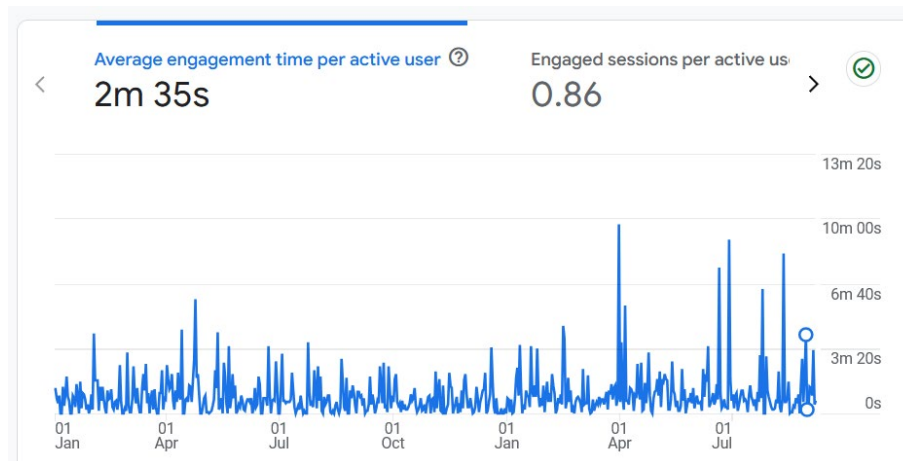 Average engagement time per active user
2m 35s
Engaged sessions per active us
0.86
13m 20s
10m 00s
6m 40s
3m 20s
0s
01 Jan
01 Apr
01 Jul
01 Oct
01 Jan
01 Apr
01 Jul